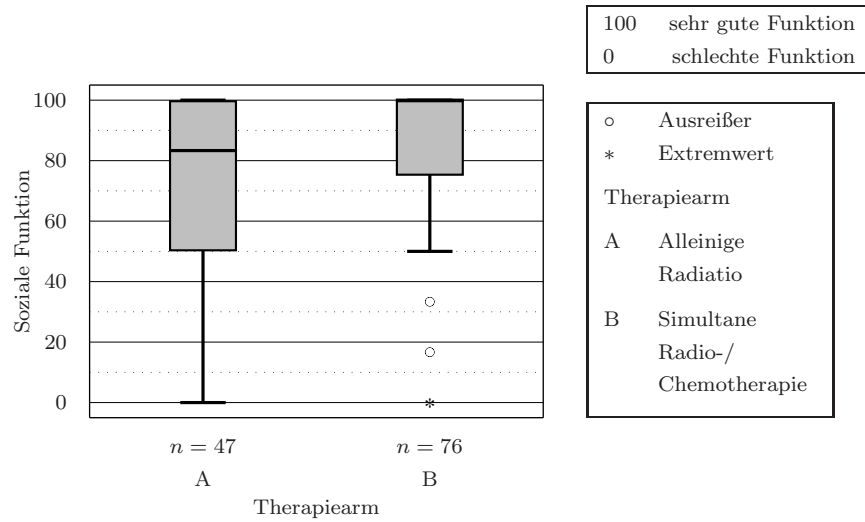 100 sehr gute Funktion
0 schlechte Funktion
Soziale Funktion
100
80
60
40
20
0
n = 47
n = 76
A
B
Therapiearm
○ Ausreißer
* Extremwert
Therapiearm
A Alleinige
Radiatio
B Simultane
Radio-/
Chemotherapie